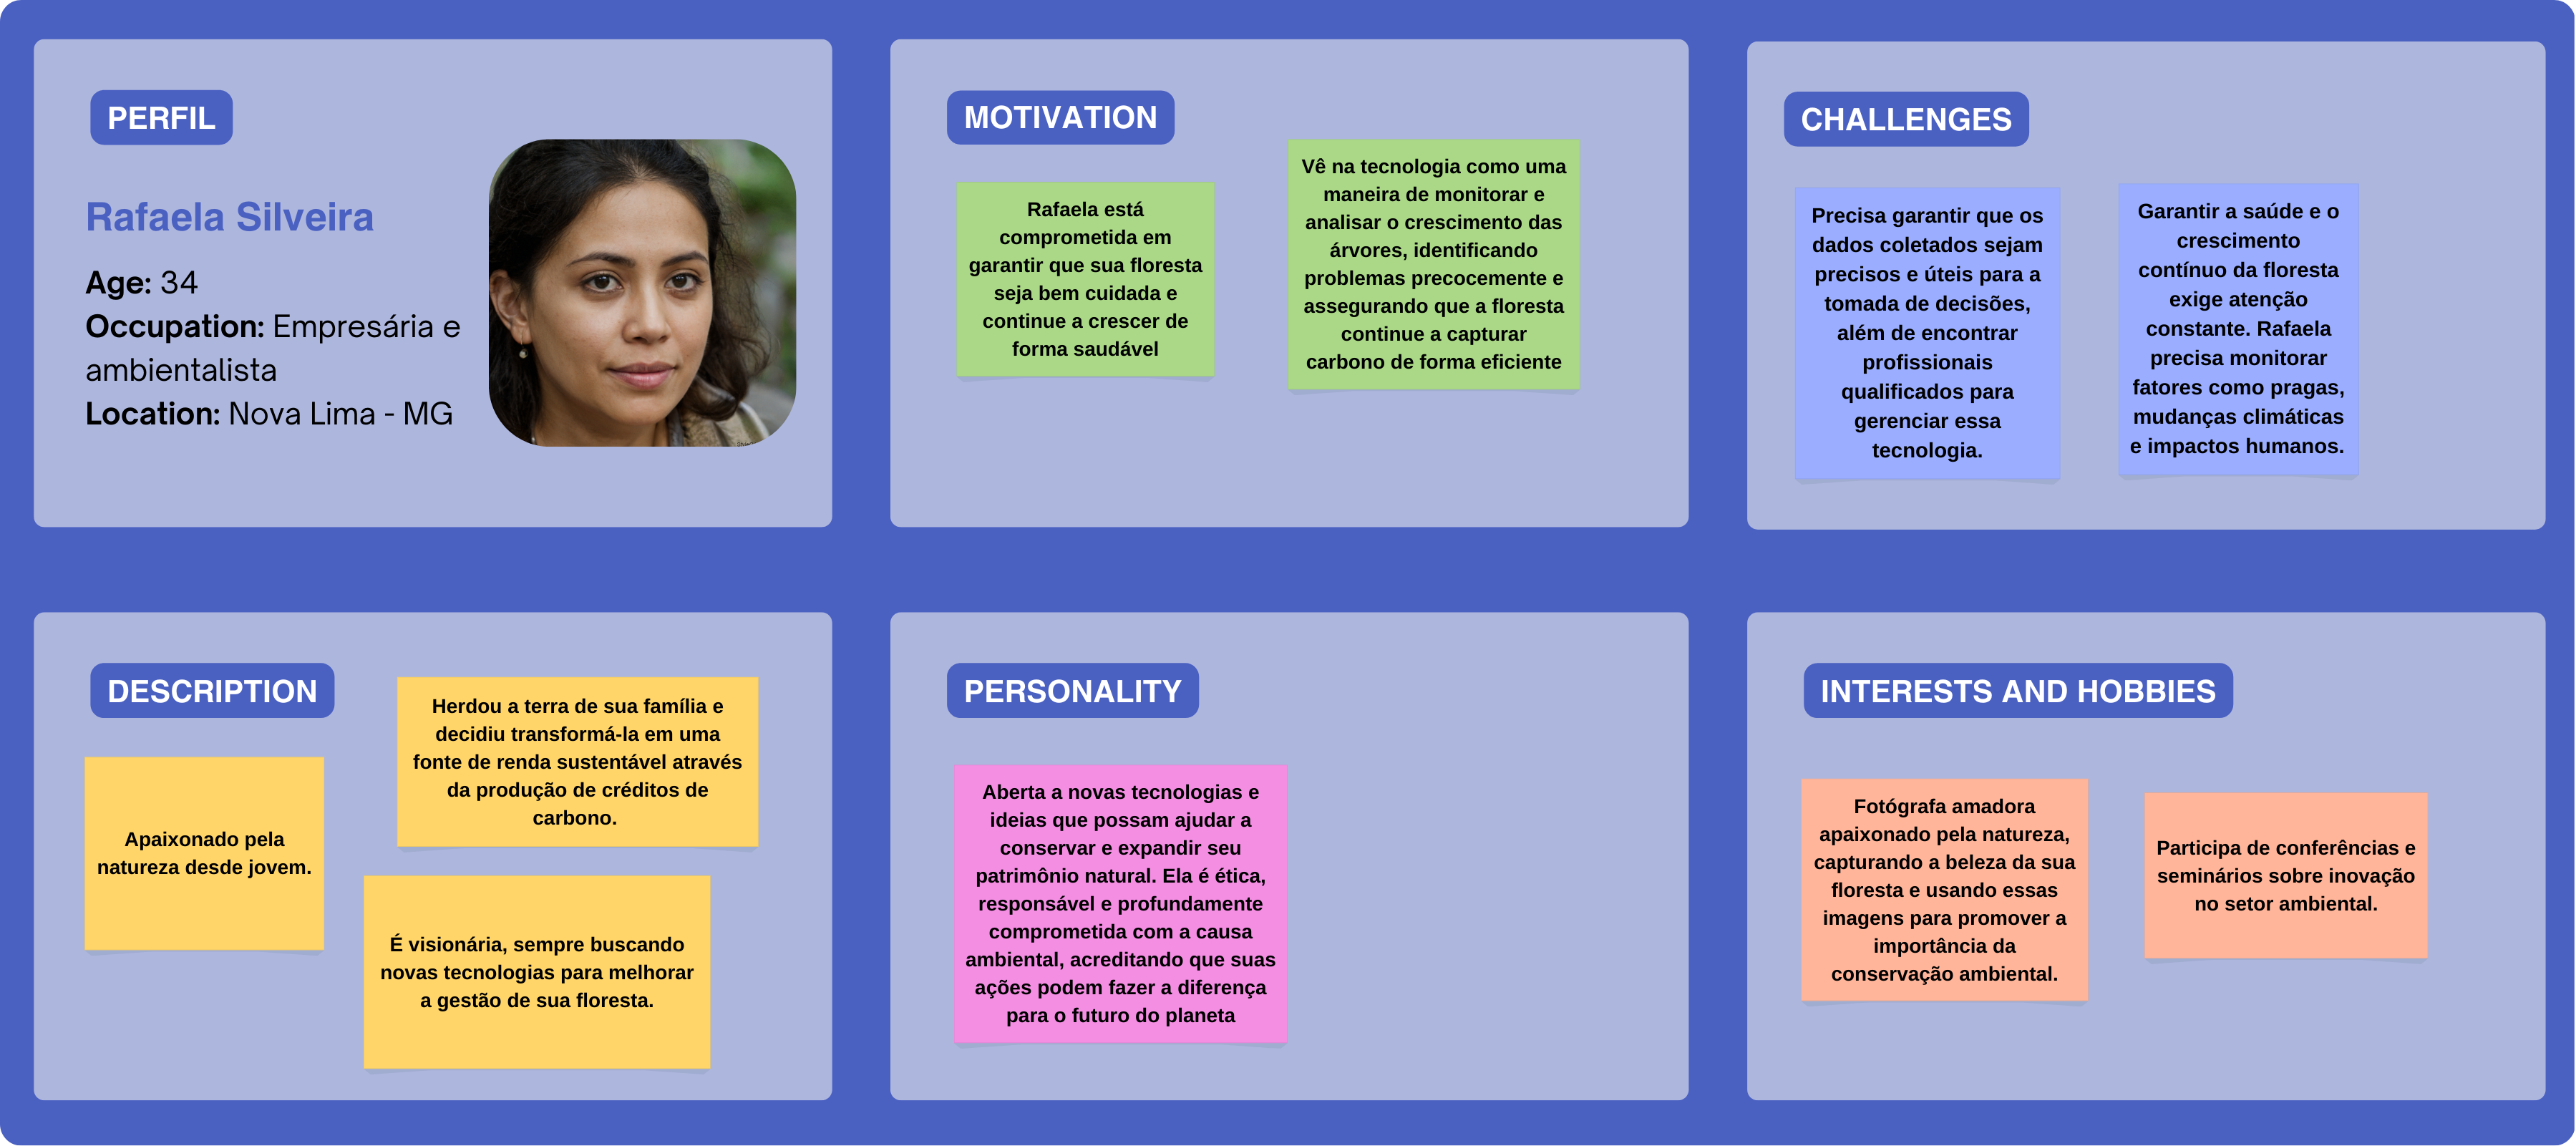 PERFIL
Rafaela Silveira
Age: 34
Occupation: Empresária e
ambientalista
Location: Nova Lima - MG
MOTIVATION
Rafaela está
comprometida em
garantir que sua floresta
seja bem cuidada e
continue a crescer de
forma saudável
Vê na tecnologia como uma
maneira de monitorar e
analisar o crescimento das
árvores, identificando
problemas precocemente e
assegurando que a floresta
continue a capturar
carbono de forma eficiente
CHALLENGES
Precisa garantir que os
dados coletados sejam
precisos e úteis para a
tomada de decisões,
além de encontrar
profissionais
qualificados para
gerenciar essa
tecnologia.
Garantir a saúde e o
crescimento
contínuo da floresta
exige atenção
constante. Rafaela
precisa monitorar
fatores como pragas,
mudanças climáticas
e impactos humanos.
DESCRIPTION
Apaixonado pela
natureza desde jovem.
Herdou a terra de sua família e
decidiu transformá-la em uma
fonte de renda sustentável através
da produção de créditos de
carbono.
É visionária, sempre buscando
novas tecnologias para melhorar
a gestão de sua floresta.
PERSONALITY
Aberta a novas tecnologias e
ideias que possam ajudar a
conservar e expandir seu
patrimônio natural. Ela é ética,
responsável e profundamente
comprometida com a causa
ambiental, acreditando que suas
ações podem fazer a diferença
para o futuro do planeta
INTERESTS AND HOBBIES
Fotógrafa amadora
apaixonado pela natureza,
capturando a beleza da sua
floresta e usando essas
imagens para promover a
importância da
conservação ambiental.
Participa de conferências e
seminários sobre inovação
no setor ambiental.